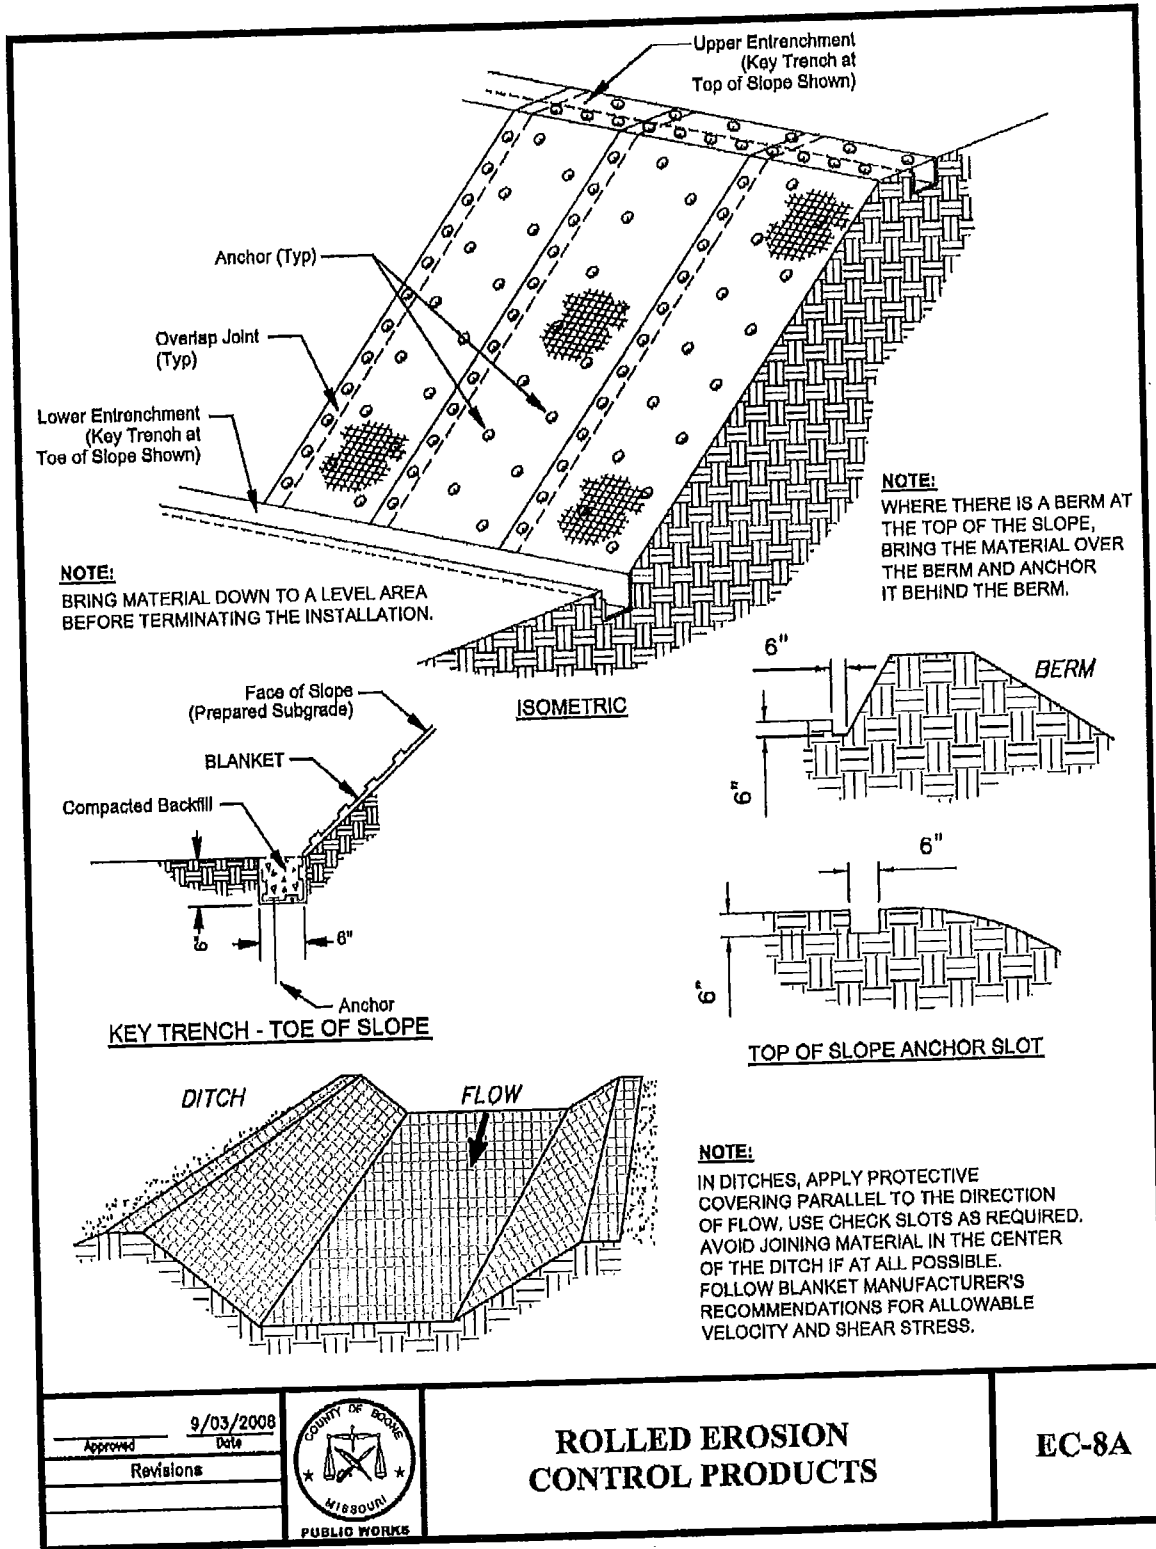 Upper Entrenchment
(Key Trench at
Top of Slope Shown)
Anchor (Typ)
Overlap Joint
(Typ)
Lower Entrenchment
(Key Trench at
Toe of Slope Shown)
NOTE:
WHERE THERE IS A BERM AT
THE TOP OF THE SLOPE,
BRING THE MATERIAL OVER
THE BERM AND ANCHOR
IT BEHIND THE BERM.
NOTE:
BRING MATERIAL DOWN TO A LEVEL AREA
BEFORE TERMINATING THE INSTALLATION.
ISOMETRIC
6"
BERM
6"
Face of Slope
(Prepared Subgrade)
BLANKET
Compacted Backfill
6"
6"
Anchor
KEY TRENCH - TOE OF SLOPE
6"
6"
TOP OF SLOPE ANCHOR SLOT
DITCH
FLOW
NOTE:
IN DITCHES, APPLY PROTECTIVE
COVERING PARALLEL TO THE DIRECTION
OF FLOW. USE CHECK SLOTS AS REQUIRED.
AVOID JOINING MATERIAL IN THE CENTER
OF THE DITCH IF AT ALL POSSIBLE.
FOLLOW BLANKET MANUFACTURER'S
RECOMMENDATIONS FOR ALLOWABLE
VELOCITY AND SHEAR STRESS.
9/03/2008
Approved Date
Revisions
COUNTY OF BOONE
MISSOURI
PUBLIC WORKS
ROLLED EROSION
CONTROL PRODUCTS
EC-8A